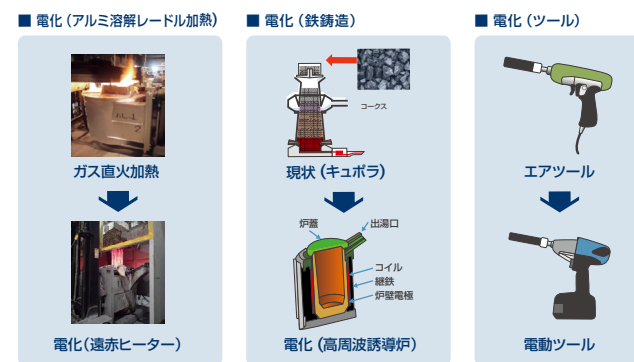 ■ 電化（アルミ溶解レードル加熱）
ガス直火加熱
電化（遠赤ヒーター）
■ 電化（鉄鋳造）
コークス
現状（キュポラ）
炉蓋
出湯口
コイル
継鉄
炉壁電極
電化（高周波誘導炉）
■ 電化（ツール）
エアツール
電動ツール